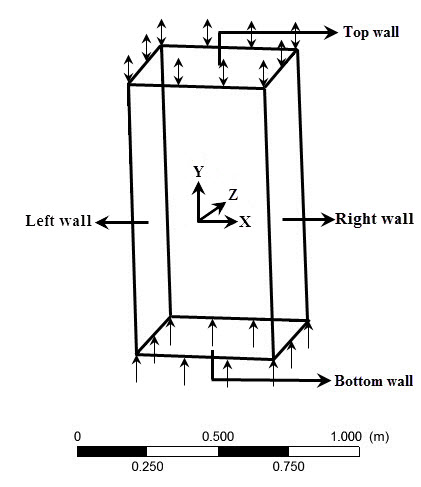 Top wall
Y
Z
X
Left wall
Right wall
Bottom wall
0 0.500 1.000 (m)
0.250 0.750